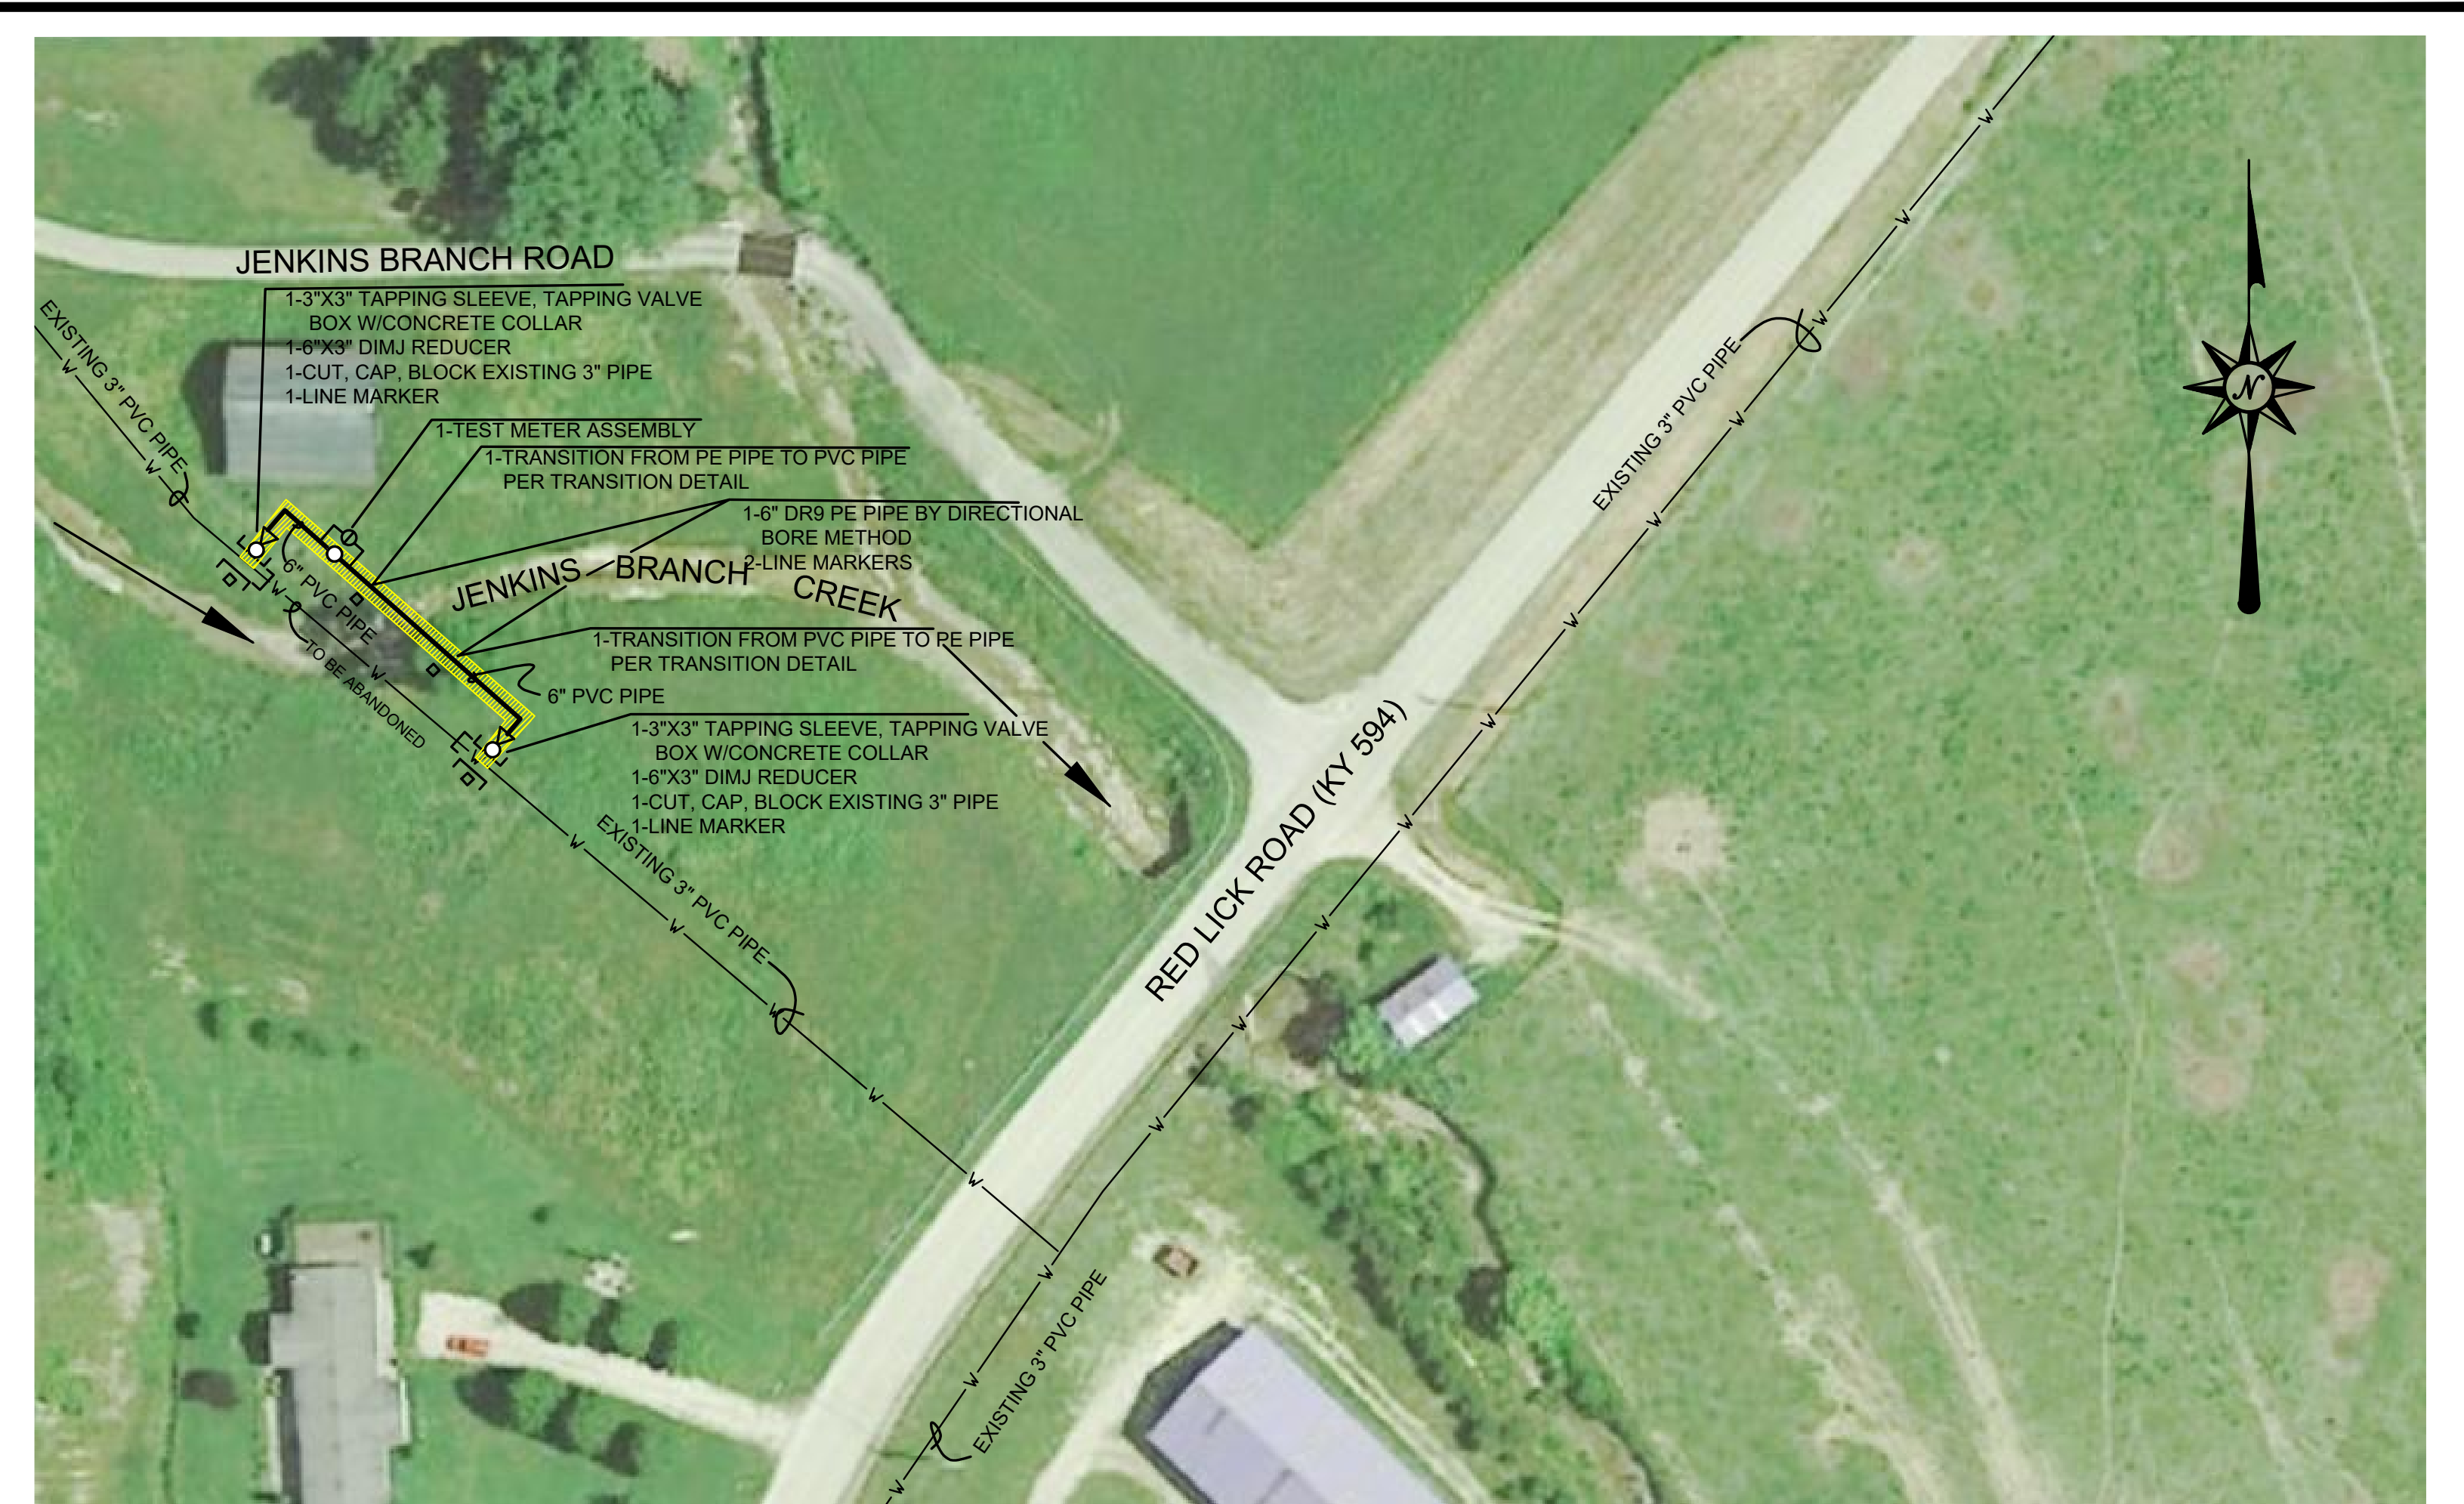 JENKINS BRANCH ROAD
1-3"X3" TAPPING SLEEVE, TAPPING VALVE
BOX W/CONCRETE COLLAR
1-6"X3" DIMJ REDUCER
1-CUT, CAP, BLOCK EXISTING 3" PIPE
1-LINE MARKER
EXISTING 3" PVC PIPE
W
W
1-TEST METER ASSEMBLY
1-TRANSITION FROM PE PIPE TO PVC PIPE
PER TRANSITION DETAIL
1-6" DR9 PE PIPE BY DIRECTIONAL
BORE METHOD
2-LINE MARKERS
JENKINS BRANCH CREEK
6" PVC PIPE
W
W
W
TO BE ABANDONED
1-TRANSITION FROM PVC PIPE TO PE PIPE
PER TRANSITION DETAIL
6" PVC PIPE
1-3"X3" TAPPING SLEEVE, TAPPING VALVE
BOX W/CONCRETE COLLAR
1-6"X3" DIMJ REDUCER
1-CUT, CAP, BLOCK EXISTING 3" PIPE
1-LINE MARKER
EXISTING 3" PVC PIPE
W
W
W
W
W
RED LICK ROAD (KY 594)
EXISTING 3" PVC PIPE
W
W
W
W
W
W
W
W
W
W
W
W
W
W
EXISTING 3" PVC PIPE
N